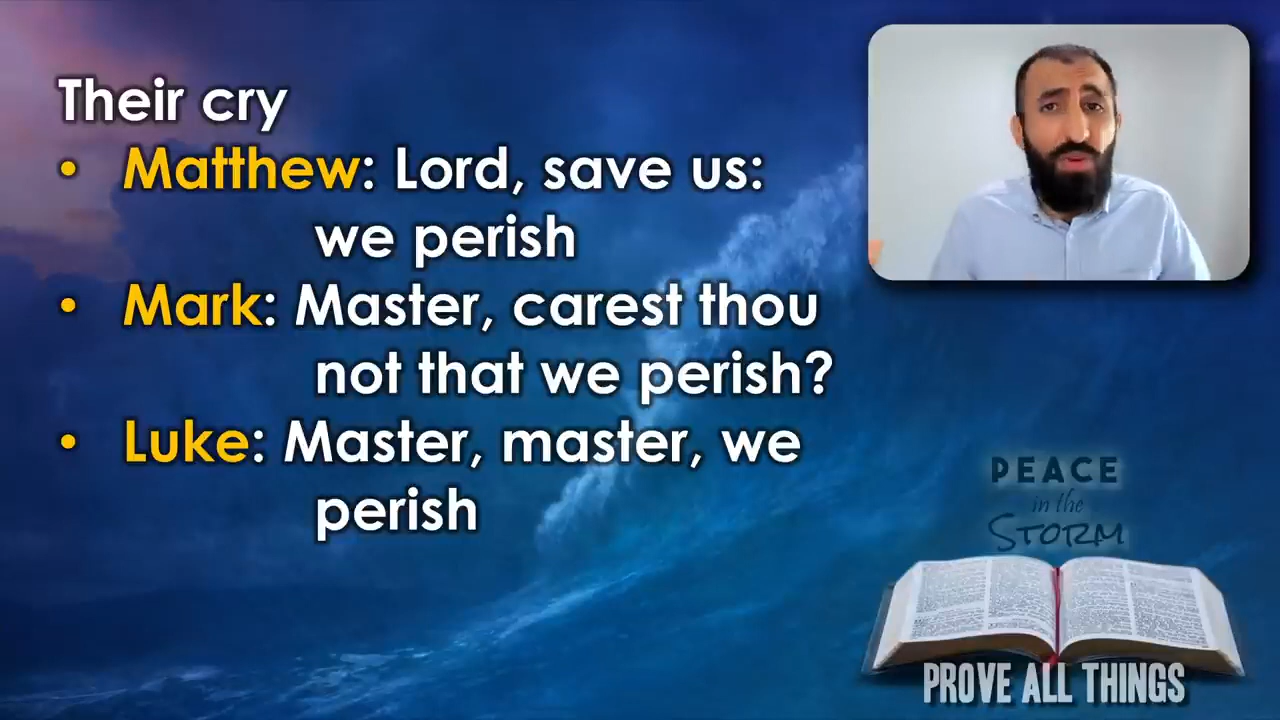 Their cry
• Matthew: Lord, save us:
we perish
• Mark: Master, carest thou
not that we perish?
• Luke: Master, master, we
perish
PEACE
in the
STORM
PROVE ALL THINGS